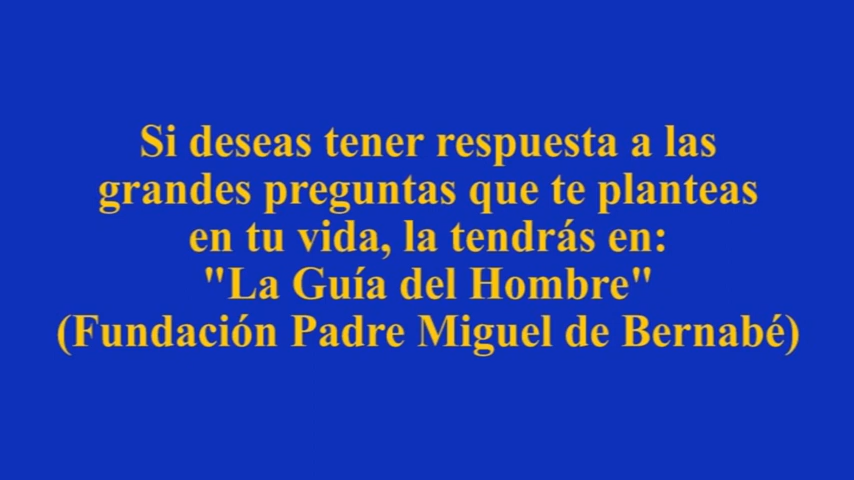 Si deseas tener respuesta a las
grandes preguntas que te planteas
en tu vida, la tendrás en:
"La Guía del Hombre"
(Fundación Padre Miguel de Bernabé)